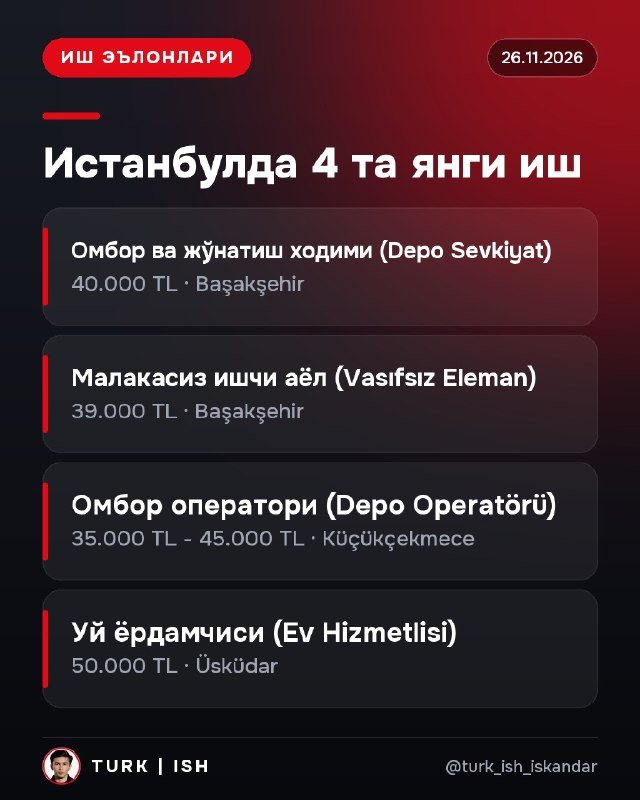 ИШ ЭЪЛОНЛАРИ
26.11.2026
Истанбулда 4 та янги иш
Омбор ва жўнатиш ходими (Depo Sevkiyat)
40.000 TL · Başakşehir
Малакасиз ишчи аёл (Vasıfsız Eleman)
39.000 TL · Başakşehir
Омбор оператори (Depo Operatörü)
35.000 TL - 45.000 TL · Küçükçekmece
Уй ёрдамчиси (Ev Hizmetlisi)
50.000 TL · Üsküdar
TURK | ISH
@turk_ish_iskandar